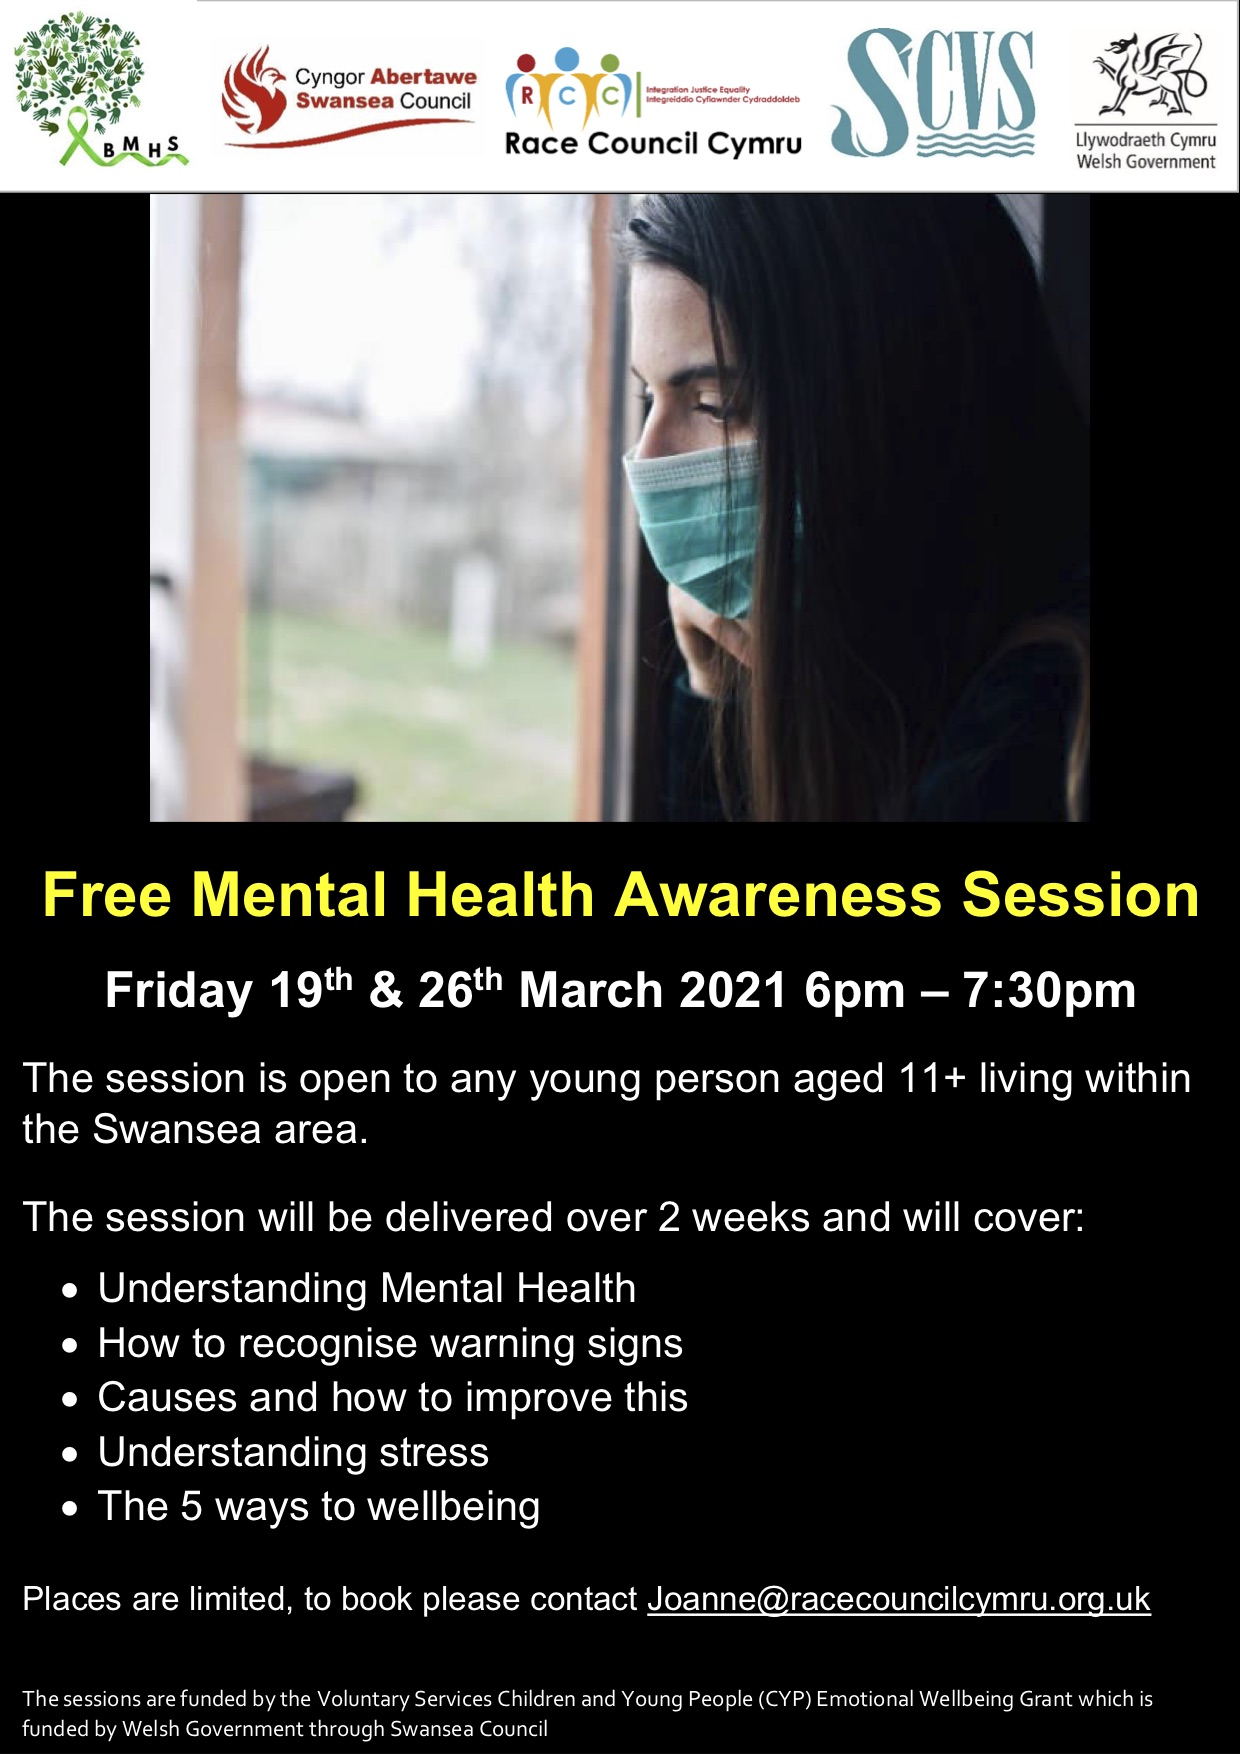 BMHS
Cyngor Abertawe
Swansea Council
R C C
Integration Justice Equality
Integreiddio Cyfiawnder Cydraddoldeb
Race Council Cymru
SCVS
Llywodraeth Cymru
Welsh Government
Free Mental Health Awareness Session
Friday 19th & 26th March 2021 6pm – 7:30pm
The session is open to any young person aged 11+ living within
the Swansea area.
The session will be delivered over 2 weeks and will cover:
• Understanding Mental Health
• How to recognise warning signs
• Causes and how to improve this
• Understanding stress
• The 5 ways to wellbeing
Places are limited, to book please contact Joanne@racecouncilcymru.org.uk
The sessions are funded by the Voluntary Services Children and Young People (CYP) Emotional Wellbeing Grant which is
funded by Welsh Government through Swansea Council